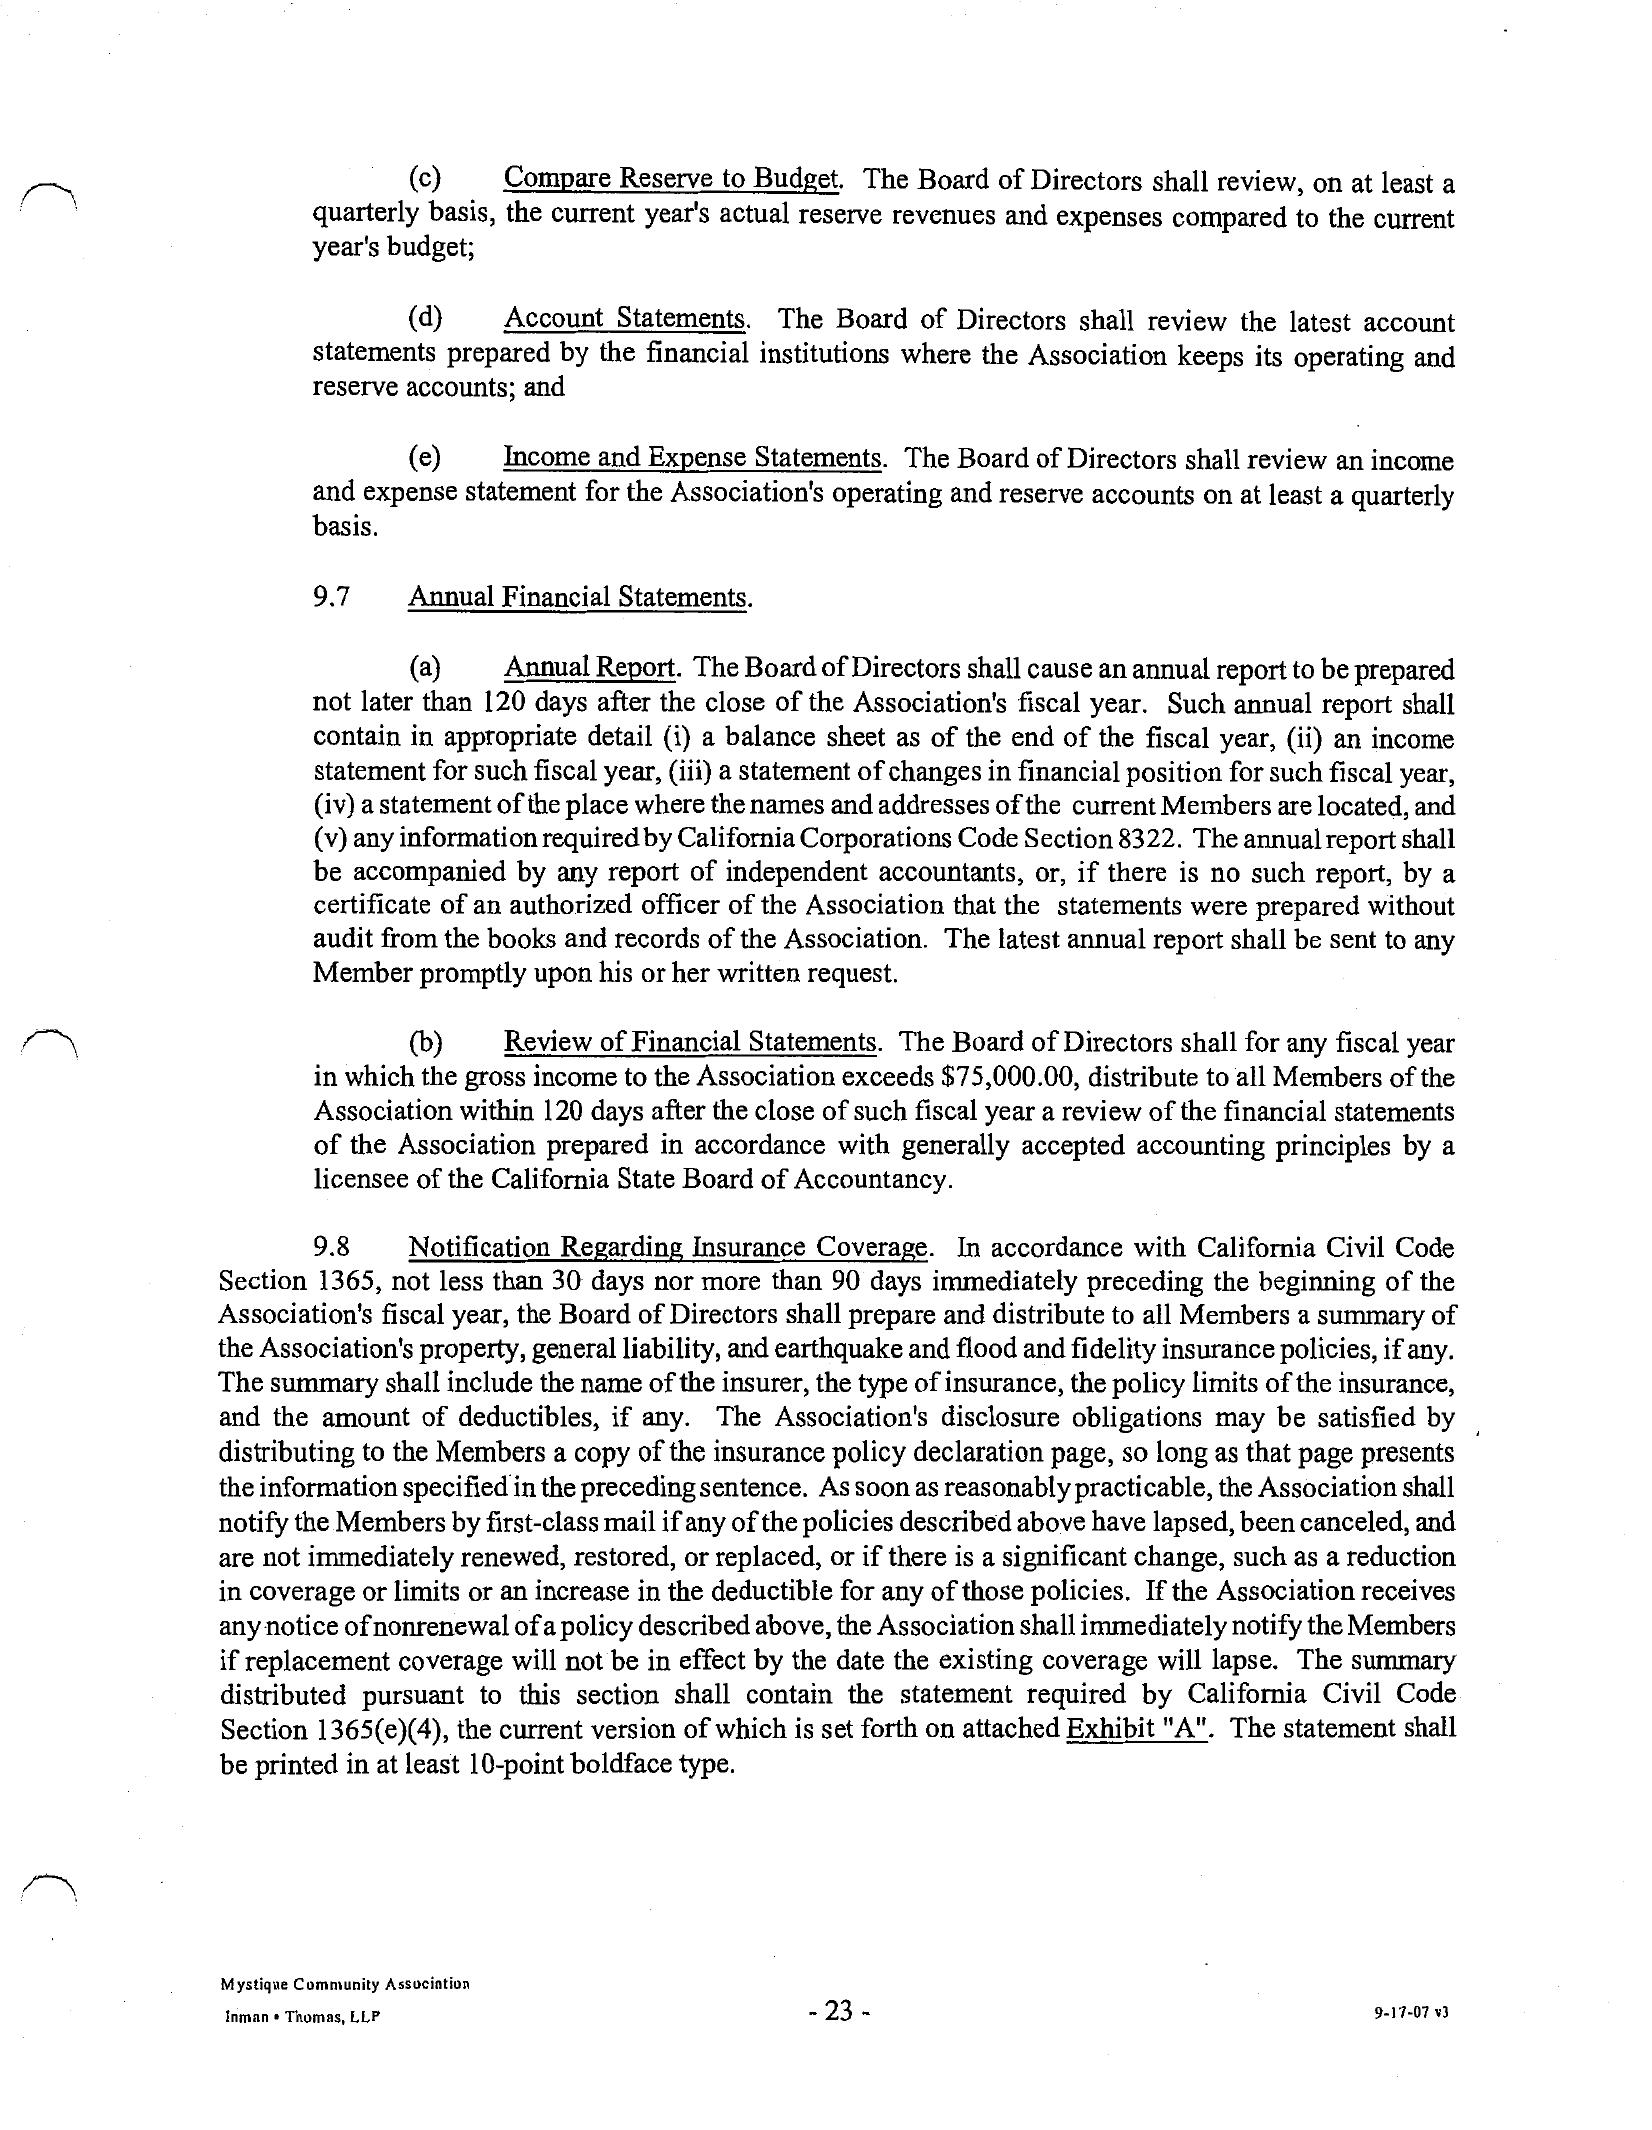 (c) Compare Reserve to Budget. The Board of Directors shall review, on at least a
quarterly basis, the current year's actual reserve revenues and expenses compared to the current
year's budget;
(d) Account Statements. The Board of Directors shall review the latest account
statements prepared by the financial institutions where the Association keeps its operating and
reserve accounts; and
(e) Income and Expense Statements. The Board of Directors shall review an income
and expense statement for the Association's operating and reserve accounts on at least a quarterly
basis.
9.7 Annual Financial Statements.
(a) Annual Report. The Board of Directors shall cause an annual report to be prepared
not later than 120 days after the close of the Association's fiscal year. Such annual report shall
contain in appropriate detail (i) a balance sheet as of the end of the fiscal year, (ii) an income
statement for such fiscal year, (iii) a statement of changes in financial position for such fiscal year,
(iv) a statement of the place where the names and addresses of the current Members are located, and
(v) any information required by California Corporations Code Section 8322. The annual report shall
be accompanied by any report of independent accountants, or, if there is no such report, by a
certificate of an authorized officer of the Association that the statements were prepared without
audit from the books and records of the Association. The latest annual report shall be sent to any
Member promptly upon his or her written request.
(b) Review of Financial Statements. The Board of Directors shall for any fiscal year
in which the gross income to the Association exceeds $75,000.00, distribute to all Members of the
Association within 120 days after the close of such fiscal year a review of the financial statements
of the Association prepared in accordance with generally accepted accounting principles by a
licensee of the California State Board of Accountancy.
9.8 Notification Regarding Insurance Coverage. In accordance with California Civil Code
Section 1365, not less than 30 days nor more than 90 days immediately preceding the beginning of the
Association's fiscal year, the Board of Directors shall prepare and distribute to all Members a summary of
the Association's property, general liability, and earthquake and flood and fidelity insurance policies, if any.
The summary shall include the name of the insurer, the type of insurance, the policy limits of the insurance,
and the amount of deductibles, if any. The Association's disclosure obligations may be satisfied by
distributing to the Members a copy of the insurance policy declaration page, so long as that page presents
the information specified in the preceding sentence. As soon as reasonably practicable, the Association shall
notify the Members by first-class mail if any of the policies described above have lapsed, been canceled, and
are not immediately renewed, restored, or replaced, or if there is a significant change, such as a reduction
in coverage or limits or an increase in the deductible for any of those policies. If the Association receives
any notice of nonrenewal of a policy described above, the Association shall immediately notify the Members
if replacement coverage will not be in effect by the date the existing coverage will lapse. The summary
distributed pursuant to this section shall contain the statement required by California Civil Code
Section 1365(e)(4), the current version of which is set forth on attached Exhibit "A". The statement shall
be printed in at least 10-point boldface type.
Mystique Community Association
Inman • Thomas, LLP - 23 - 9-17-07 v3